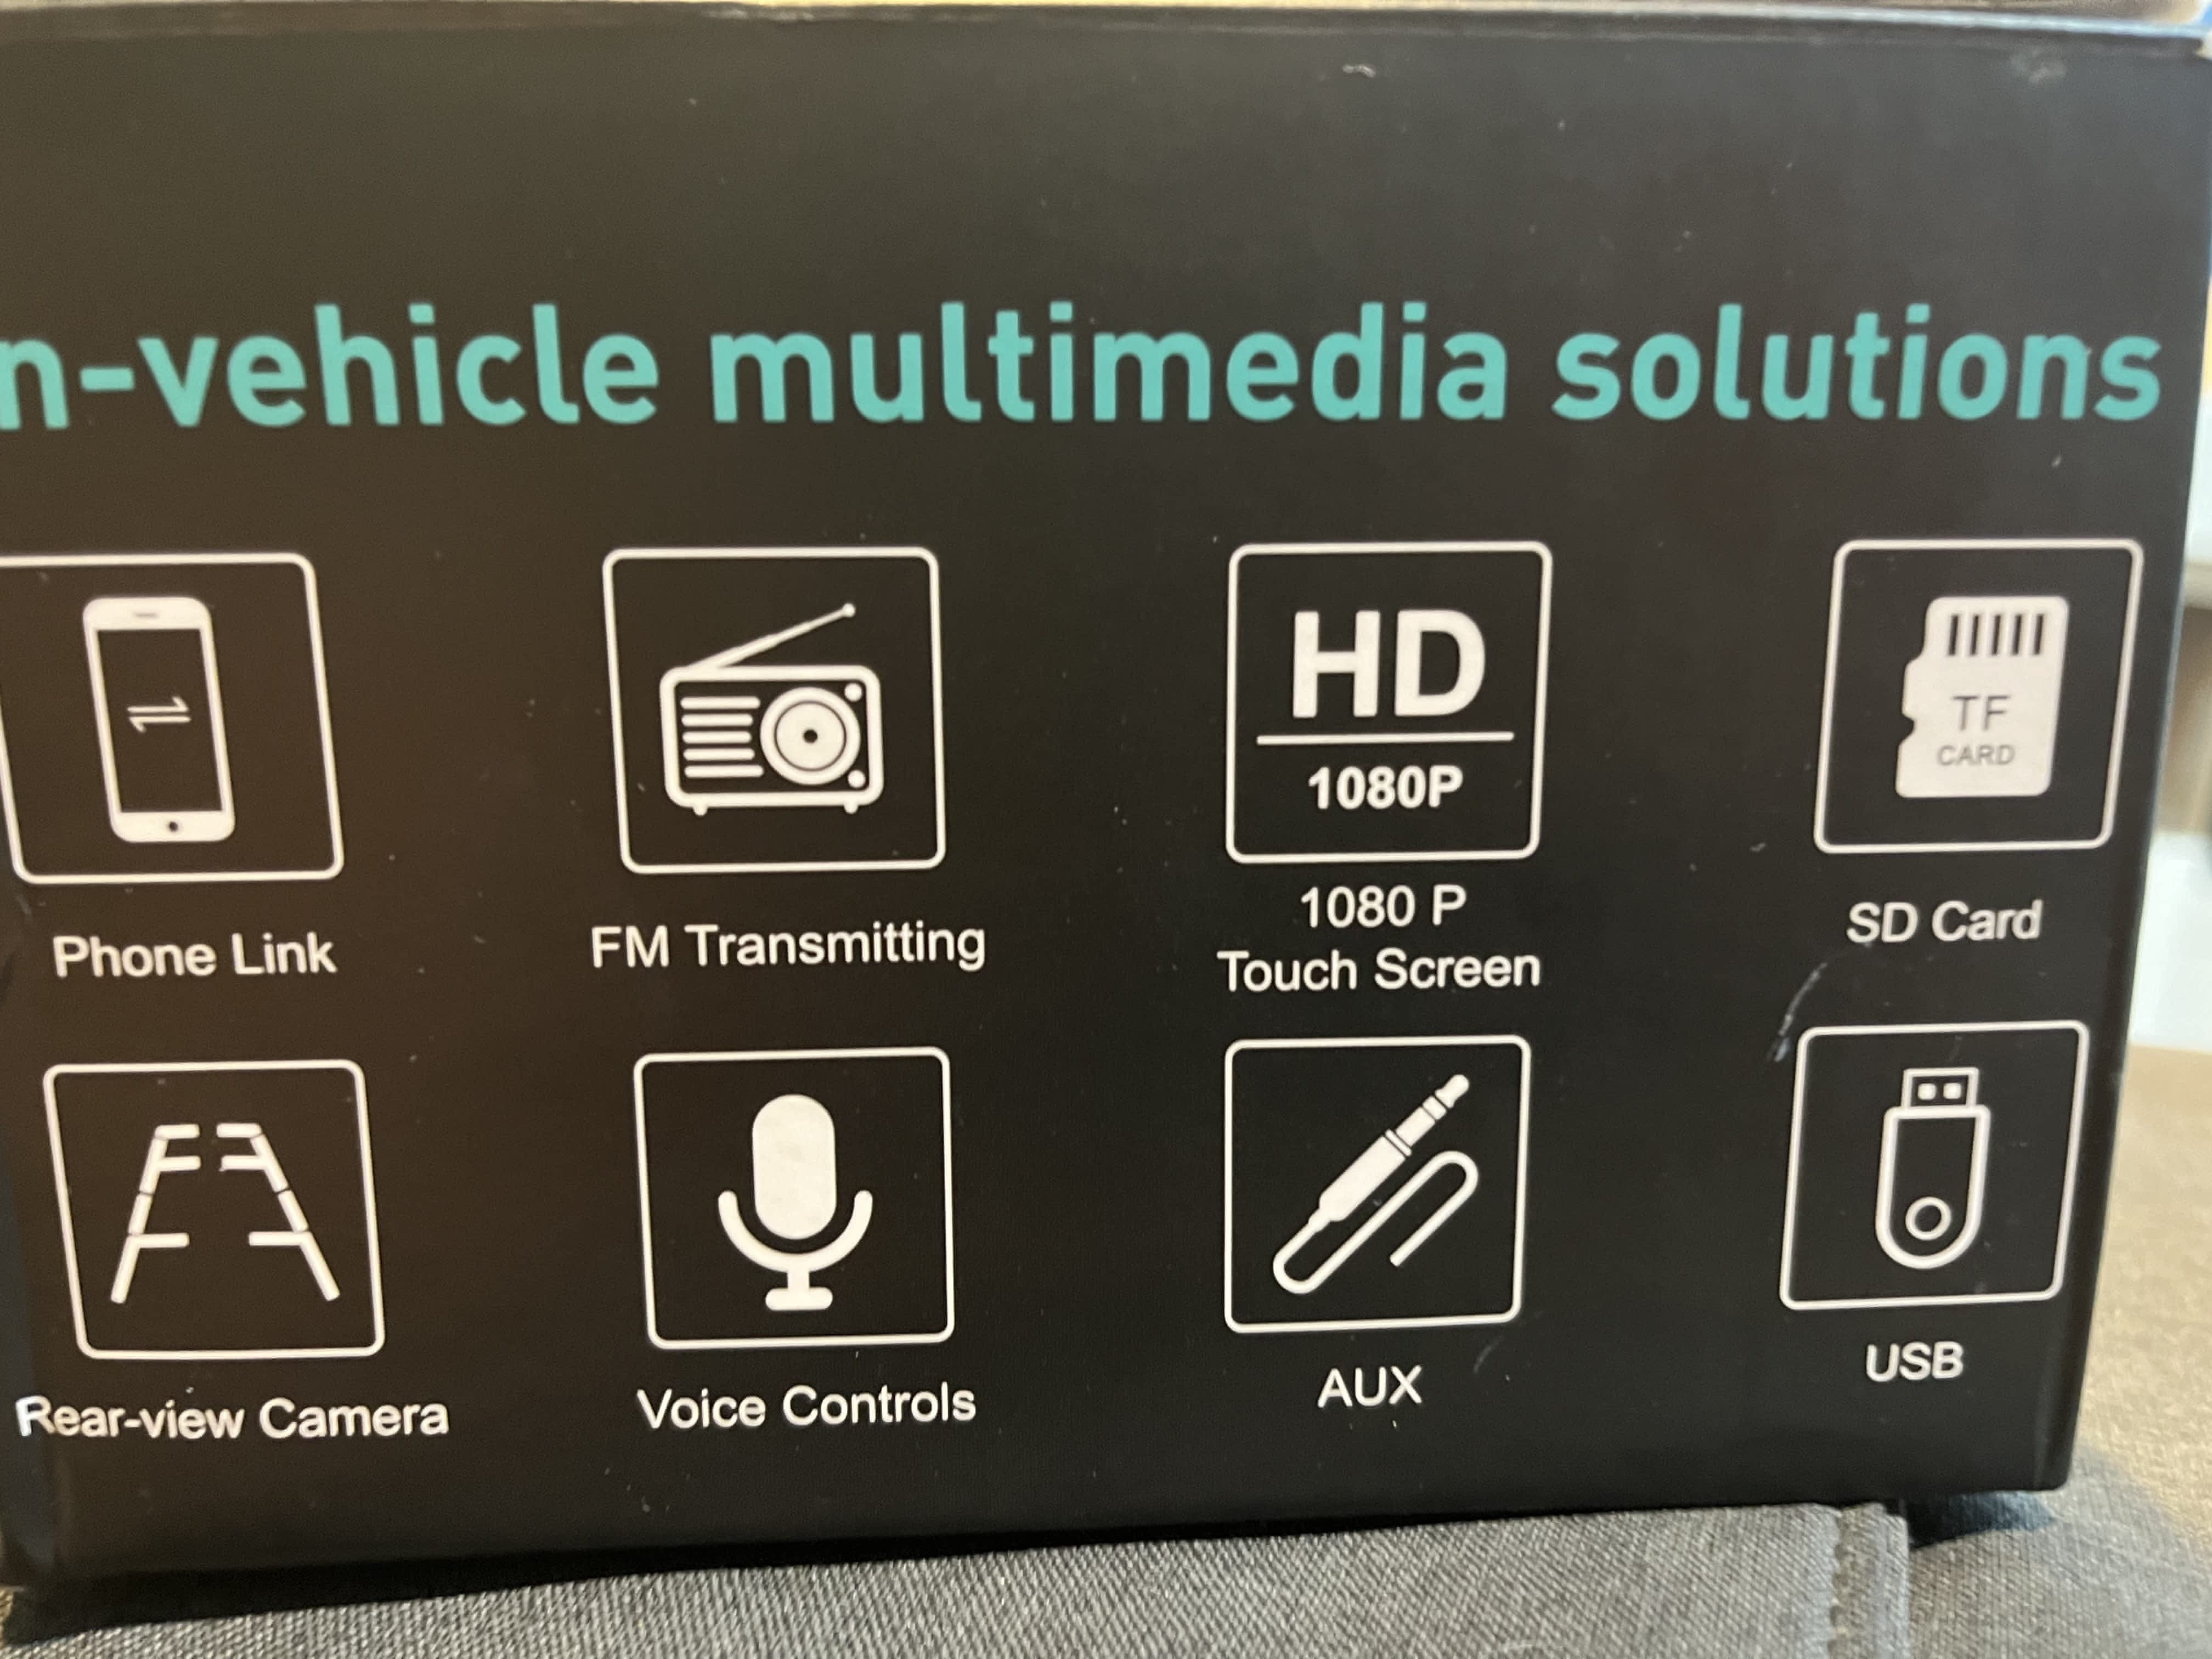 n-vehicle multimedia solutions
HD
1080P
TF
CARD
Phone Link
FM Transmitting
1080 P
Touch Screen
SD Card
Rear-view Camera
Voice Controls
AUX
USB